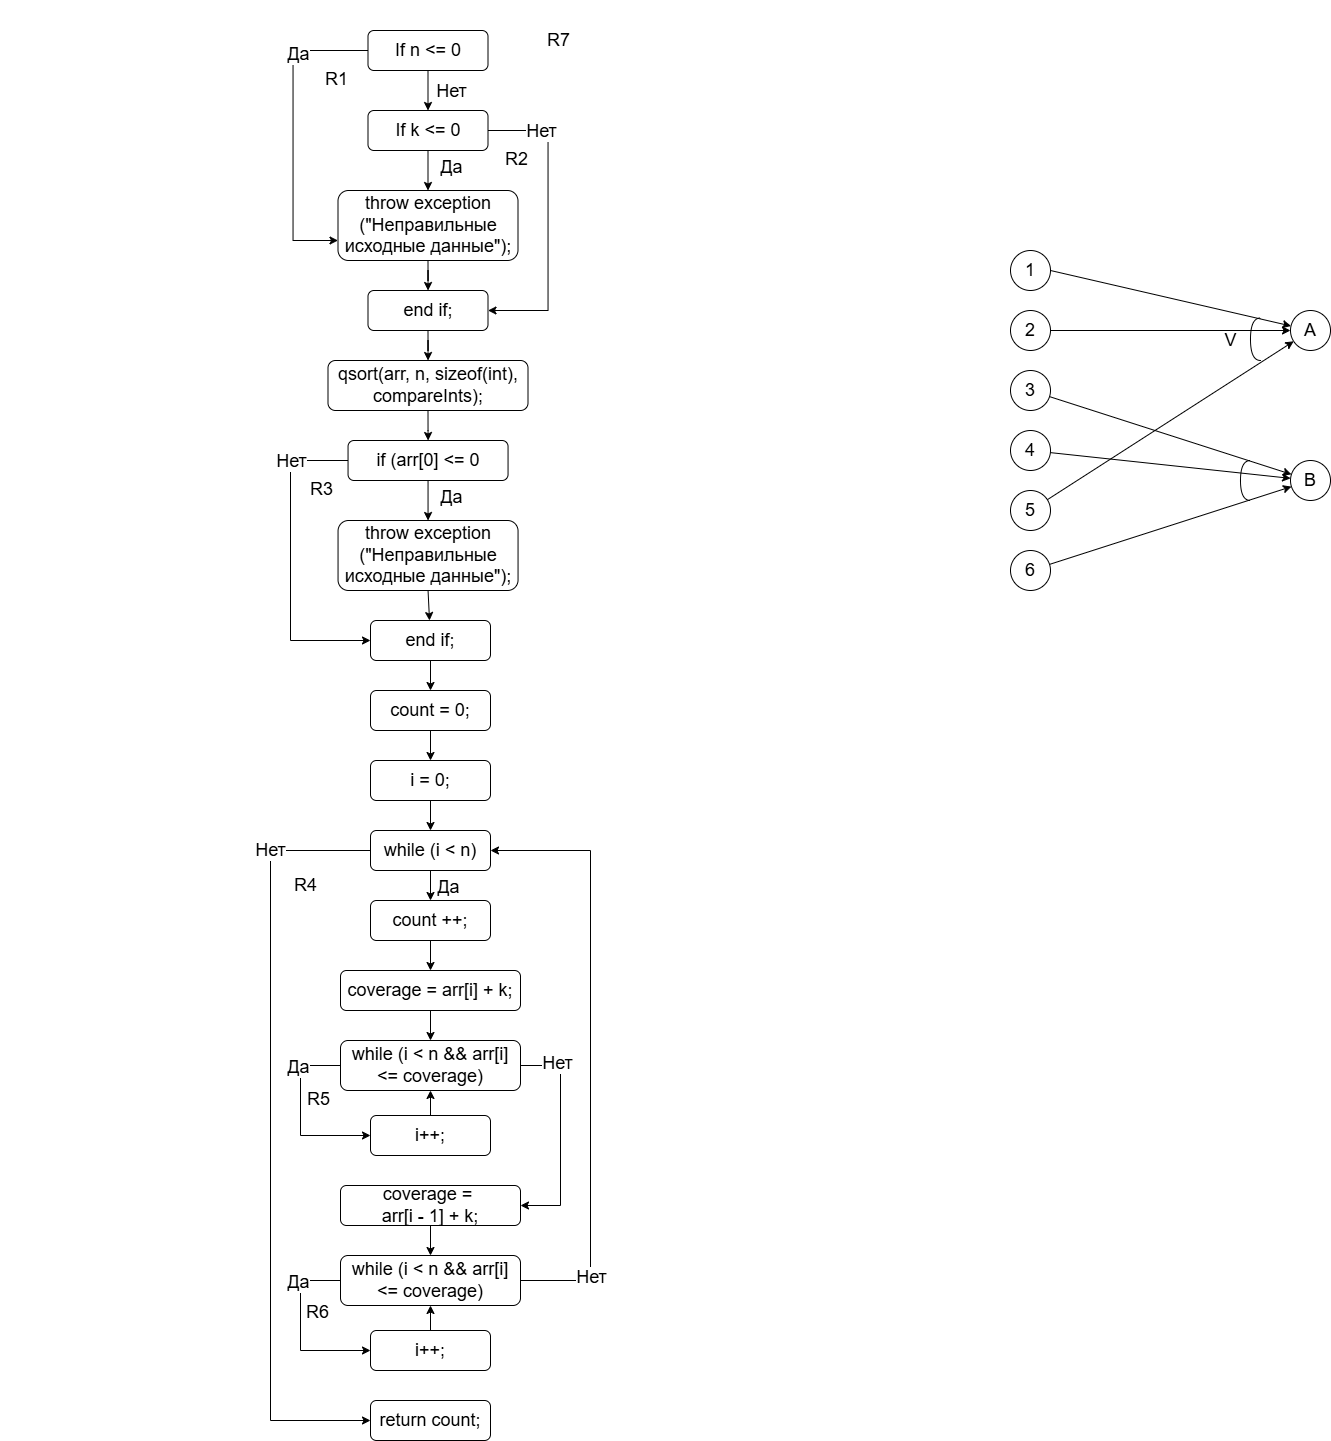 If n <= 0
R7
Да
R1
Нет
If k <= 0
Нет
R2
Да
throw exception
("Неправильные
исходные данные");
end if;
qsort(arr, n, sizeof(int),
compareInts);
if (arr[0] <= 0
Нет
R3
Да
throw exception
("Неправильные
исходные данные");
end if;
count = 0;
i = 0;
while (i < n)
Нет
R4
Да
count ++;
coverage = arr[i] + k;
while (i < n && arr[i]
<= coverage)
Да
Нет
R5
i++;
coverage =
arr[i - 1] + k;
while (i < n && arr[i]
<= coverage)
Да
Нет
R6
i++;
return count;
1
2
3
4
5
6
V
A
B